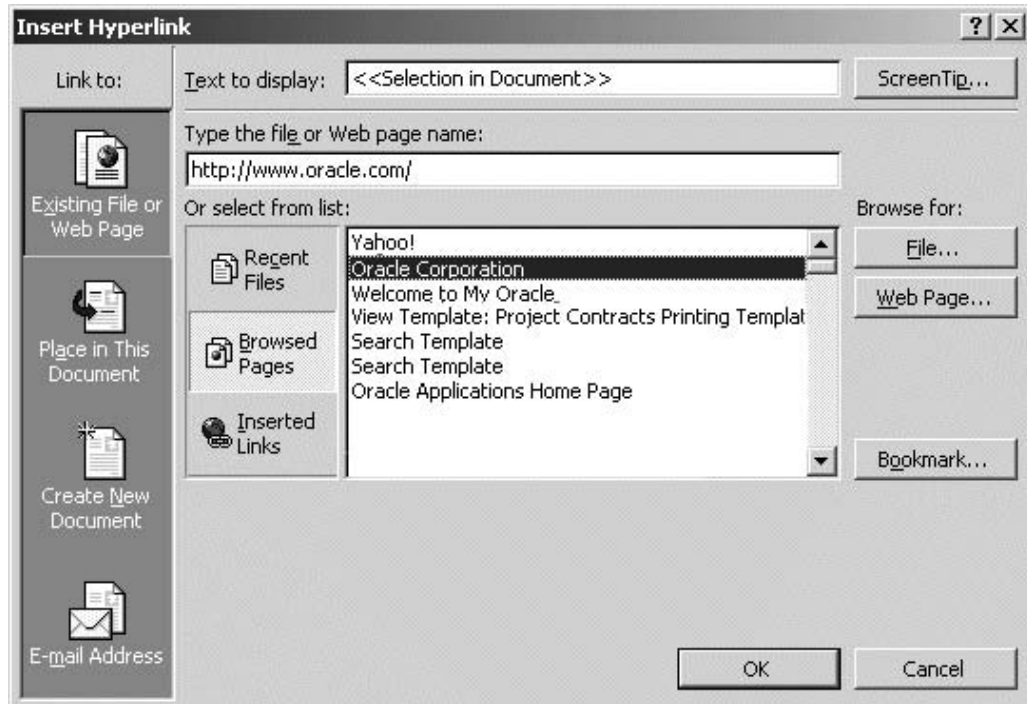 Insert Hyperlink
Link to:
Text to display:
<<Selection in Document>>
ScreenTip...
Type the file or Web page name:
http://www.oracle.com/
Existing File or
Web Page
Or select from list:
Browse for:
Recent
Files
Browsed
Pages
Inserted
Links
Yahoo!
Oracle Corporation
Welcome to My Oracle
View Template: Project Contracts Printing Templat
Search Template
Search Template
Oracle Applications Home Page
File...
Web Page...
Bookmark...
Place in This
Document
Create New
Document
E-mail Address
OK
Cancel